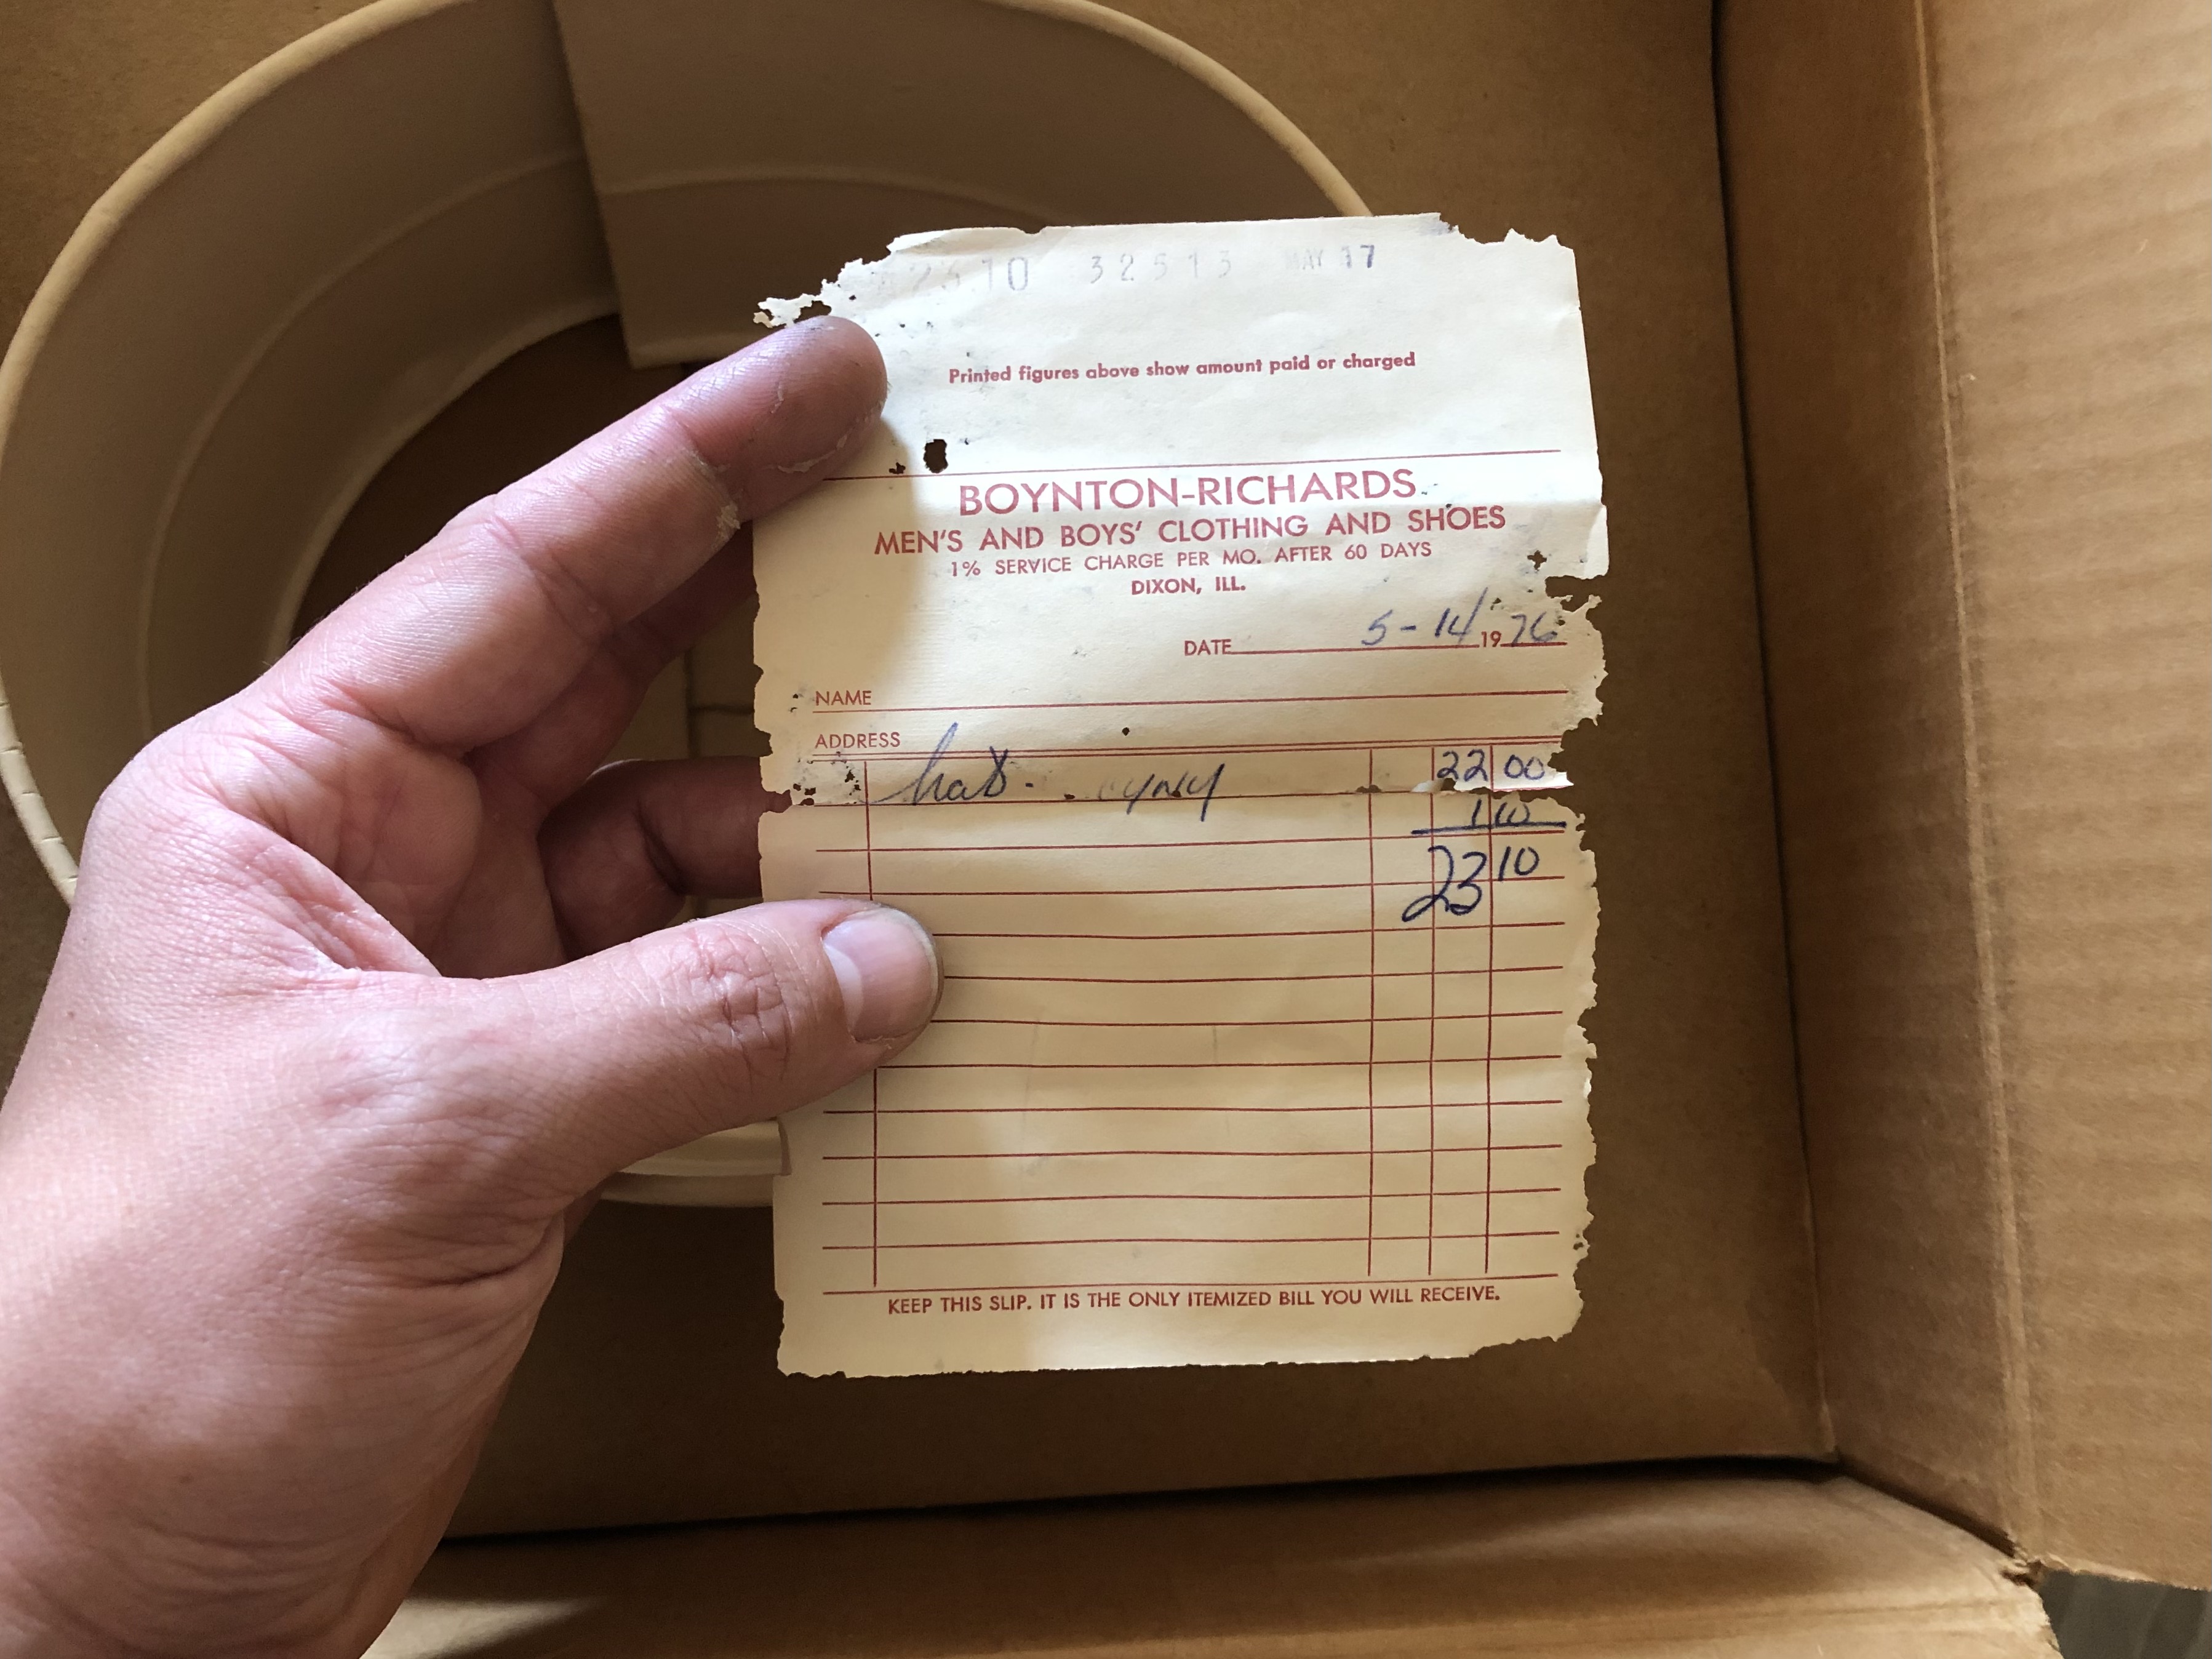 10 32513 MAY 17
Printed figures above show amount paid or charged
BOYNTON-RICHARDS
MEN'S AND BOYS' CLOTHING AND SHOES
1% SERVICE CHARGE PER MO. AFTER 60 DAYS
DIXON, ILL.
DATE 5-14 1976
NAME
ADDRESS
hat 22 00
1 10
23 10
KEEP THIS SLIP. IT IS THE ONLY ITEMIZED BILL YOU WILL RECEIVE.